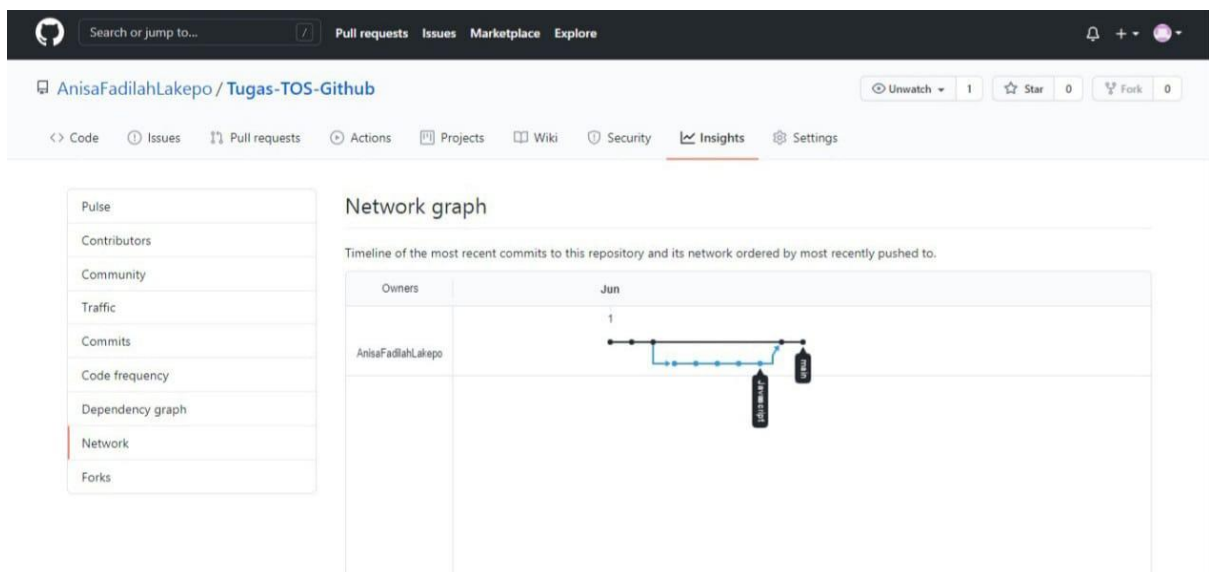 Search or jump to... / Pull requests Issues Marketplace Explore
AnisaFadilahLakepo / Tugas-TOS-Github
Unwatch 1 Star 0 Fork 0
Code Issues Pull requests Actions Projects Wiki Security Insights Settings
Pulse
Contributors
Community
Traffic
Commits
Code frequency
Dependency graph
Network
Forks
Network graph
Timeline of the most recent commits to this repository and its network ordered by most recently pushed to.
Owners
Jun
1
AnisaFadilahLakepo
main
Javascript